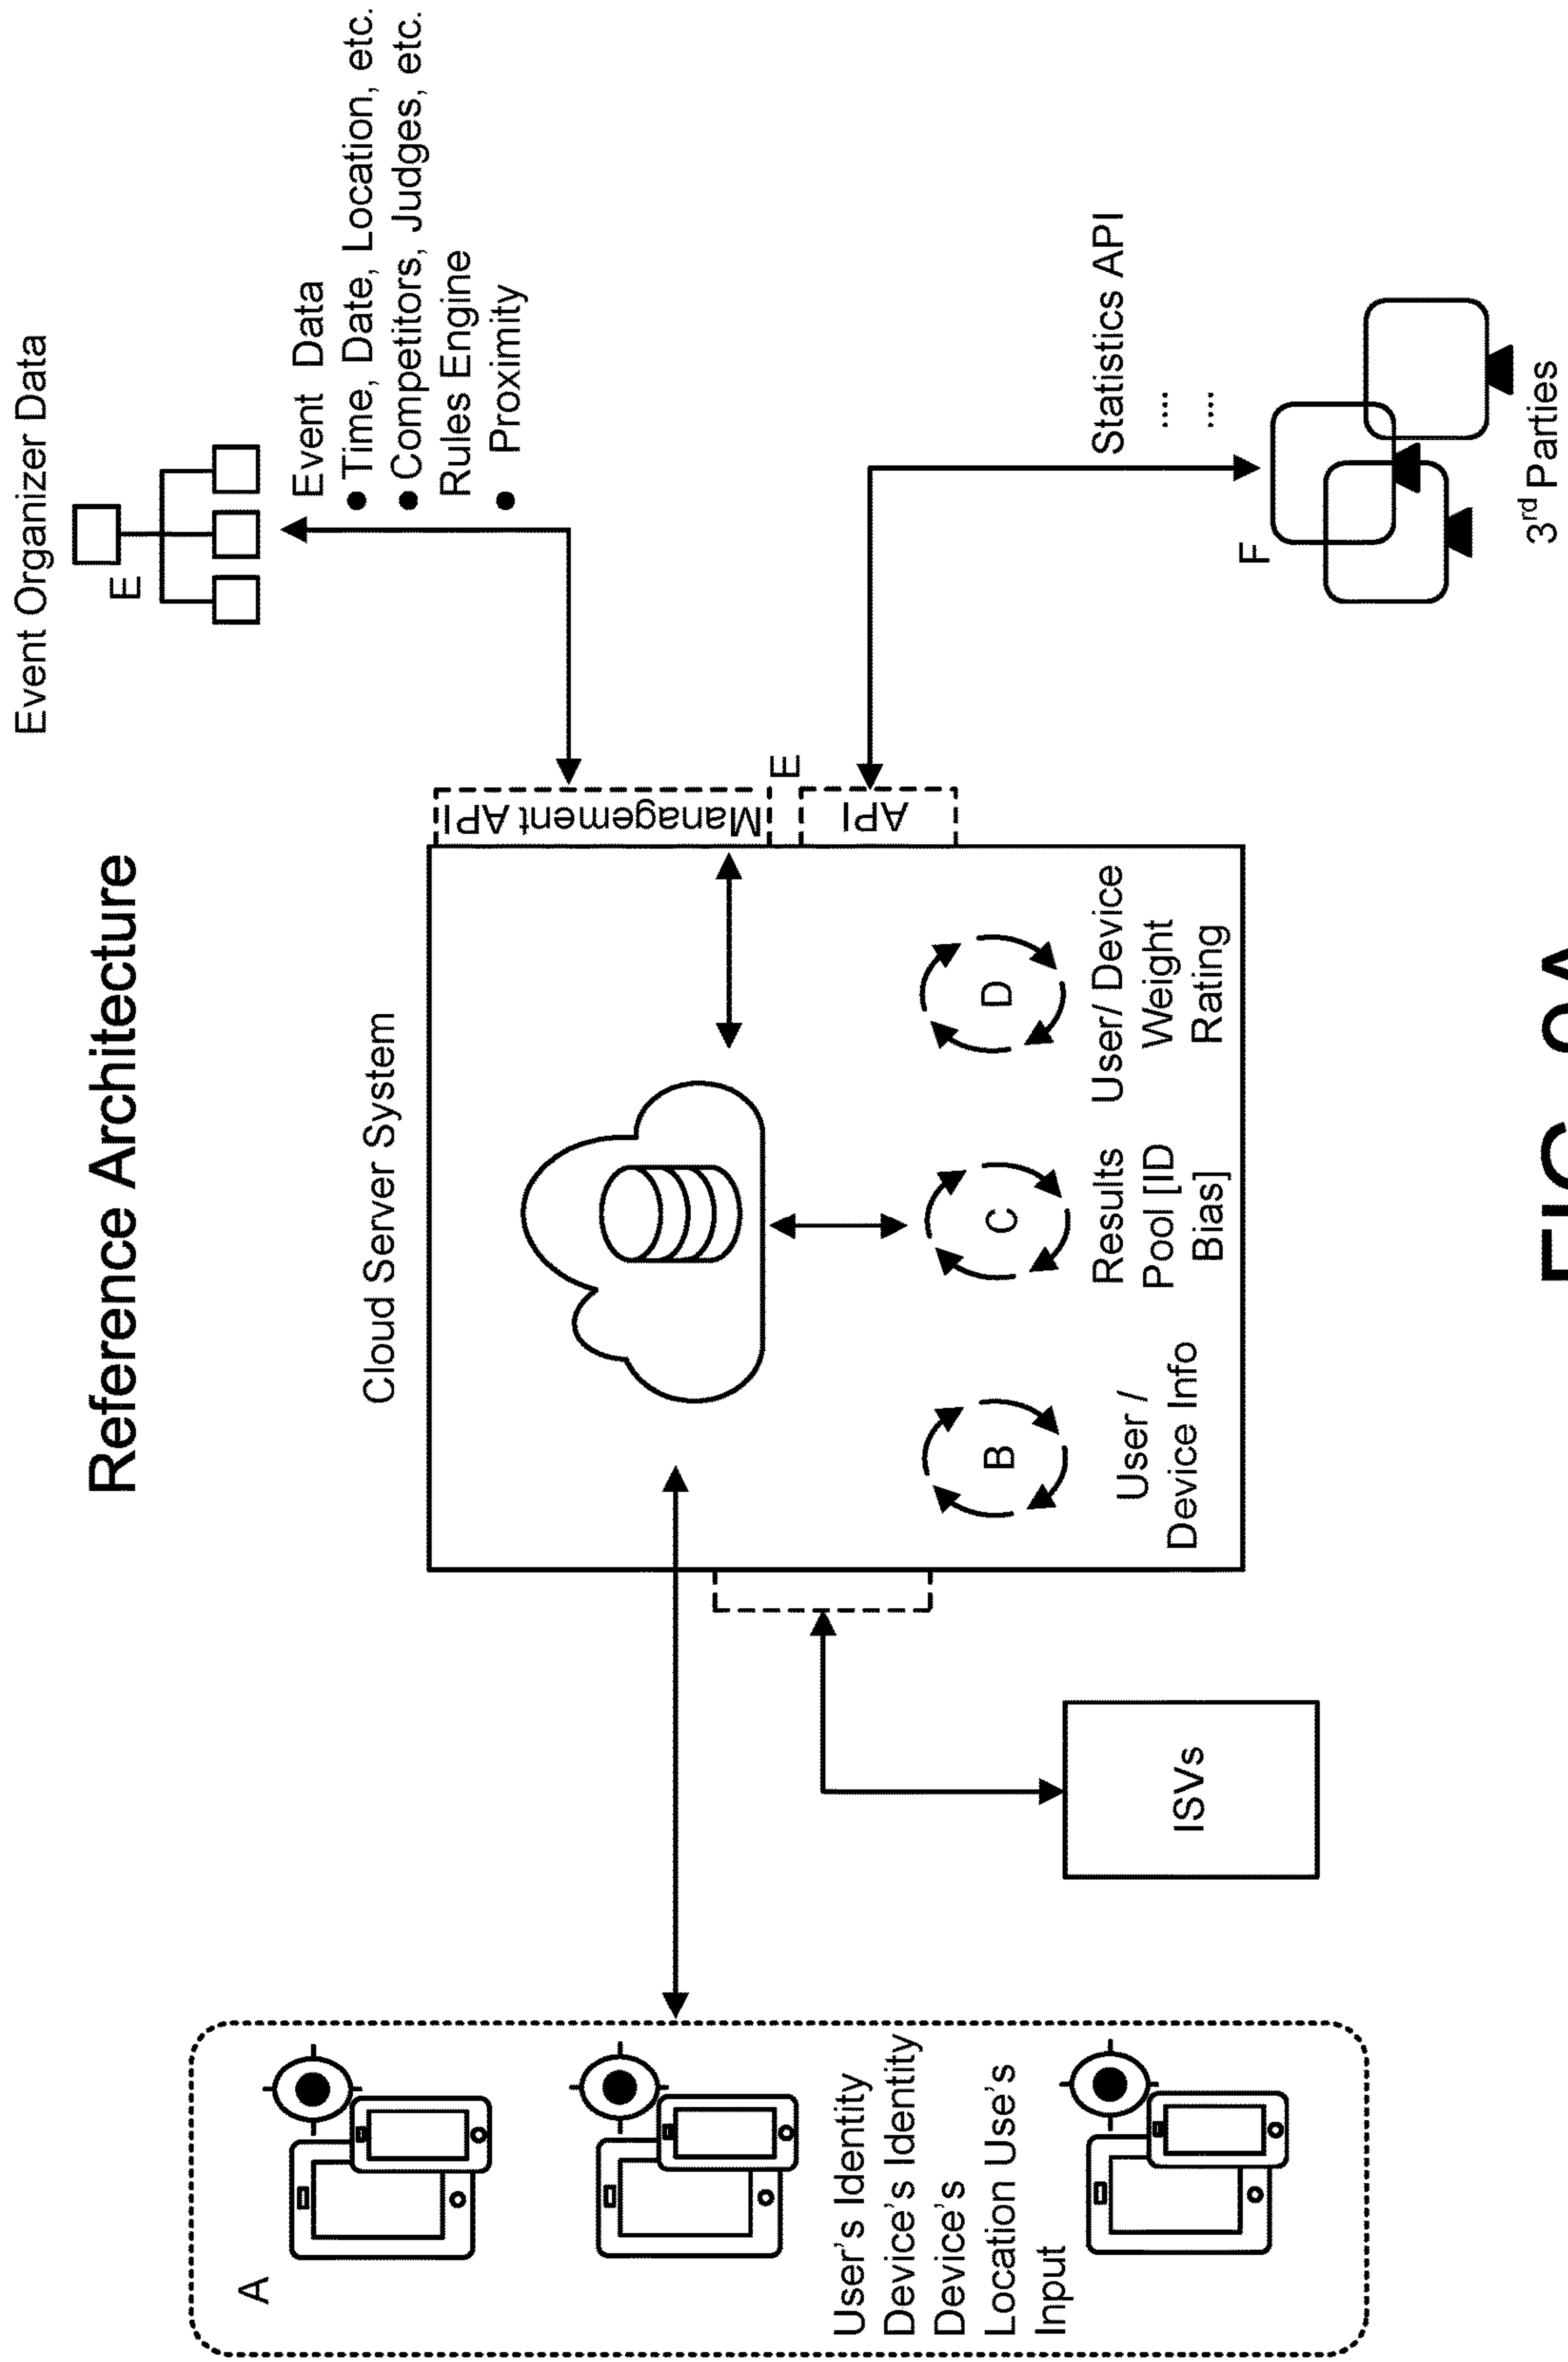 Reference Architecture
Event Organizer Data
E
Cloud Server System
A
User's Identity
Device's Identity
Device's
Location Use's
Input
ISVs
B
User /
Device Info
C
Results
Pool [ID
Bias]
D
User/ Device
Weight
Rating
Management API
E
API
Event Data
● Time, Date, Location, etc.
● Competitors, Judges, etc.
Rules Engine
● Proximity
Statistics API
....
....
F
3rd Parties